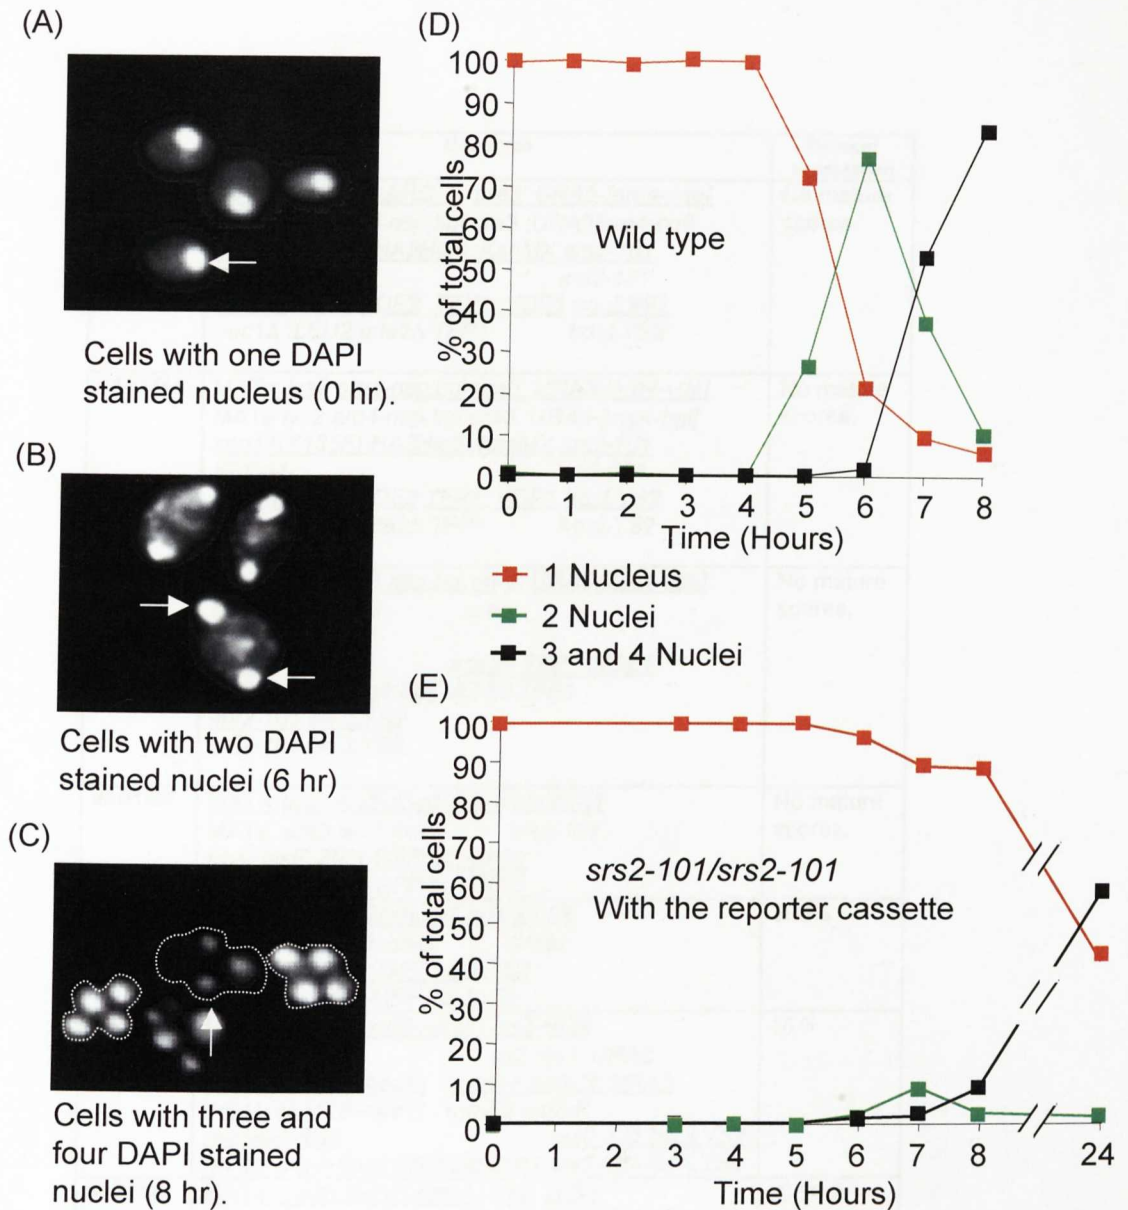 (A)
Cells with one DAPI
stained nucleus (0 hr).
(B)
Cells with two DAPI
stained nuclei (6 hr)
(C)
Cells with three and
four DAPI stained
nuclei (8 hr).
(D)
% of total cells
100
90
80
70
60
50
40
30
20
10
0
Wild type
0 1 2 3 4 5 6 7 8
Time (Hours)
1 Nucleus
2 Nuclei
3 and 4 Nuclei
(E)
% of total cells
100
90
80
70
60
50
40
30
20
10
0
srs2-101/srs2-101
With the reporter cassette
0 3 4 5 6 7 8 24
Time (Hours)